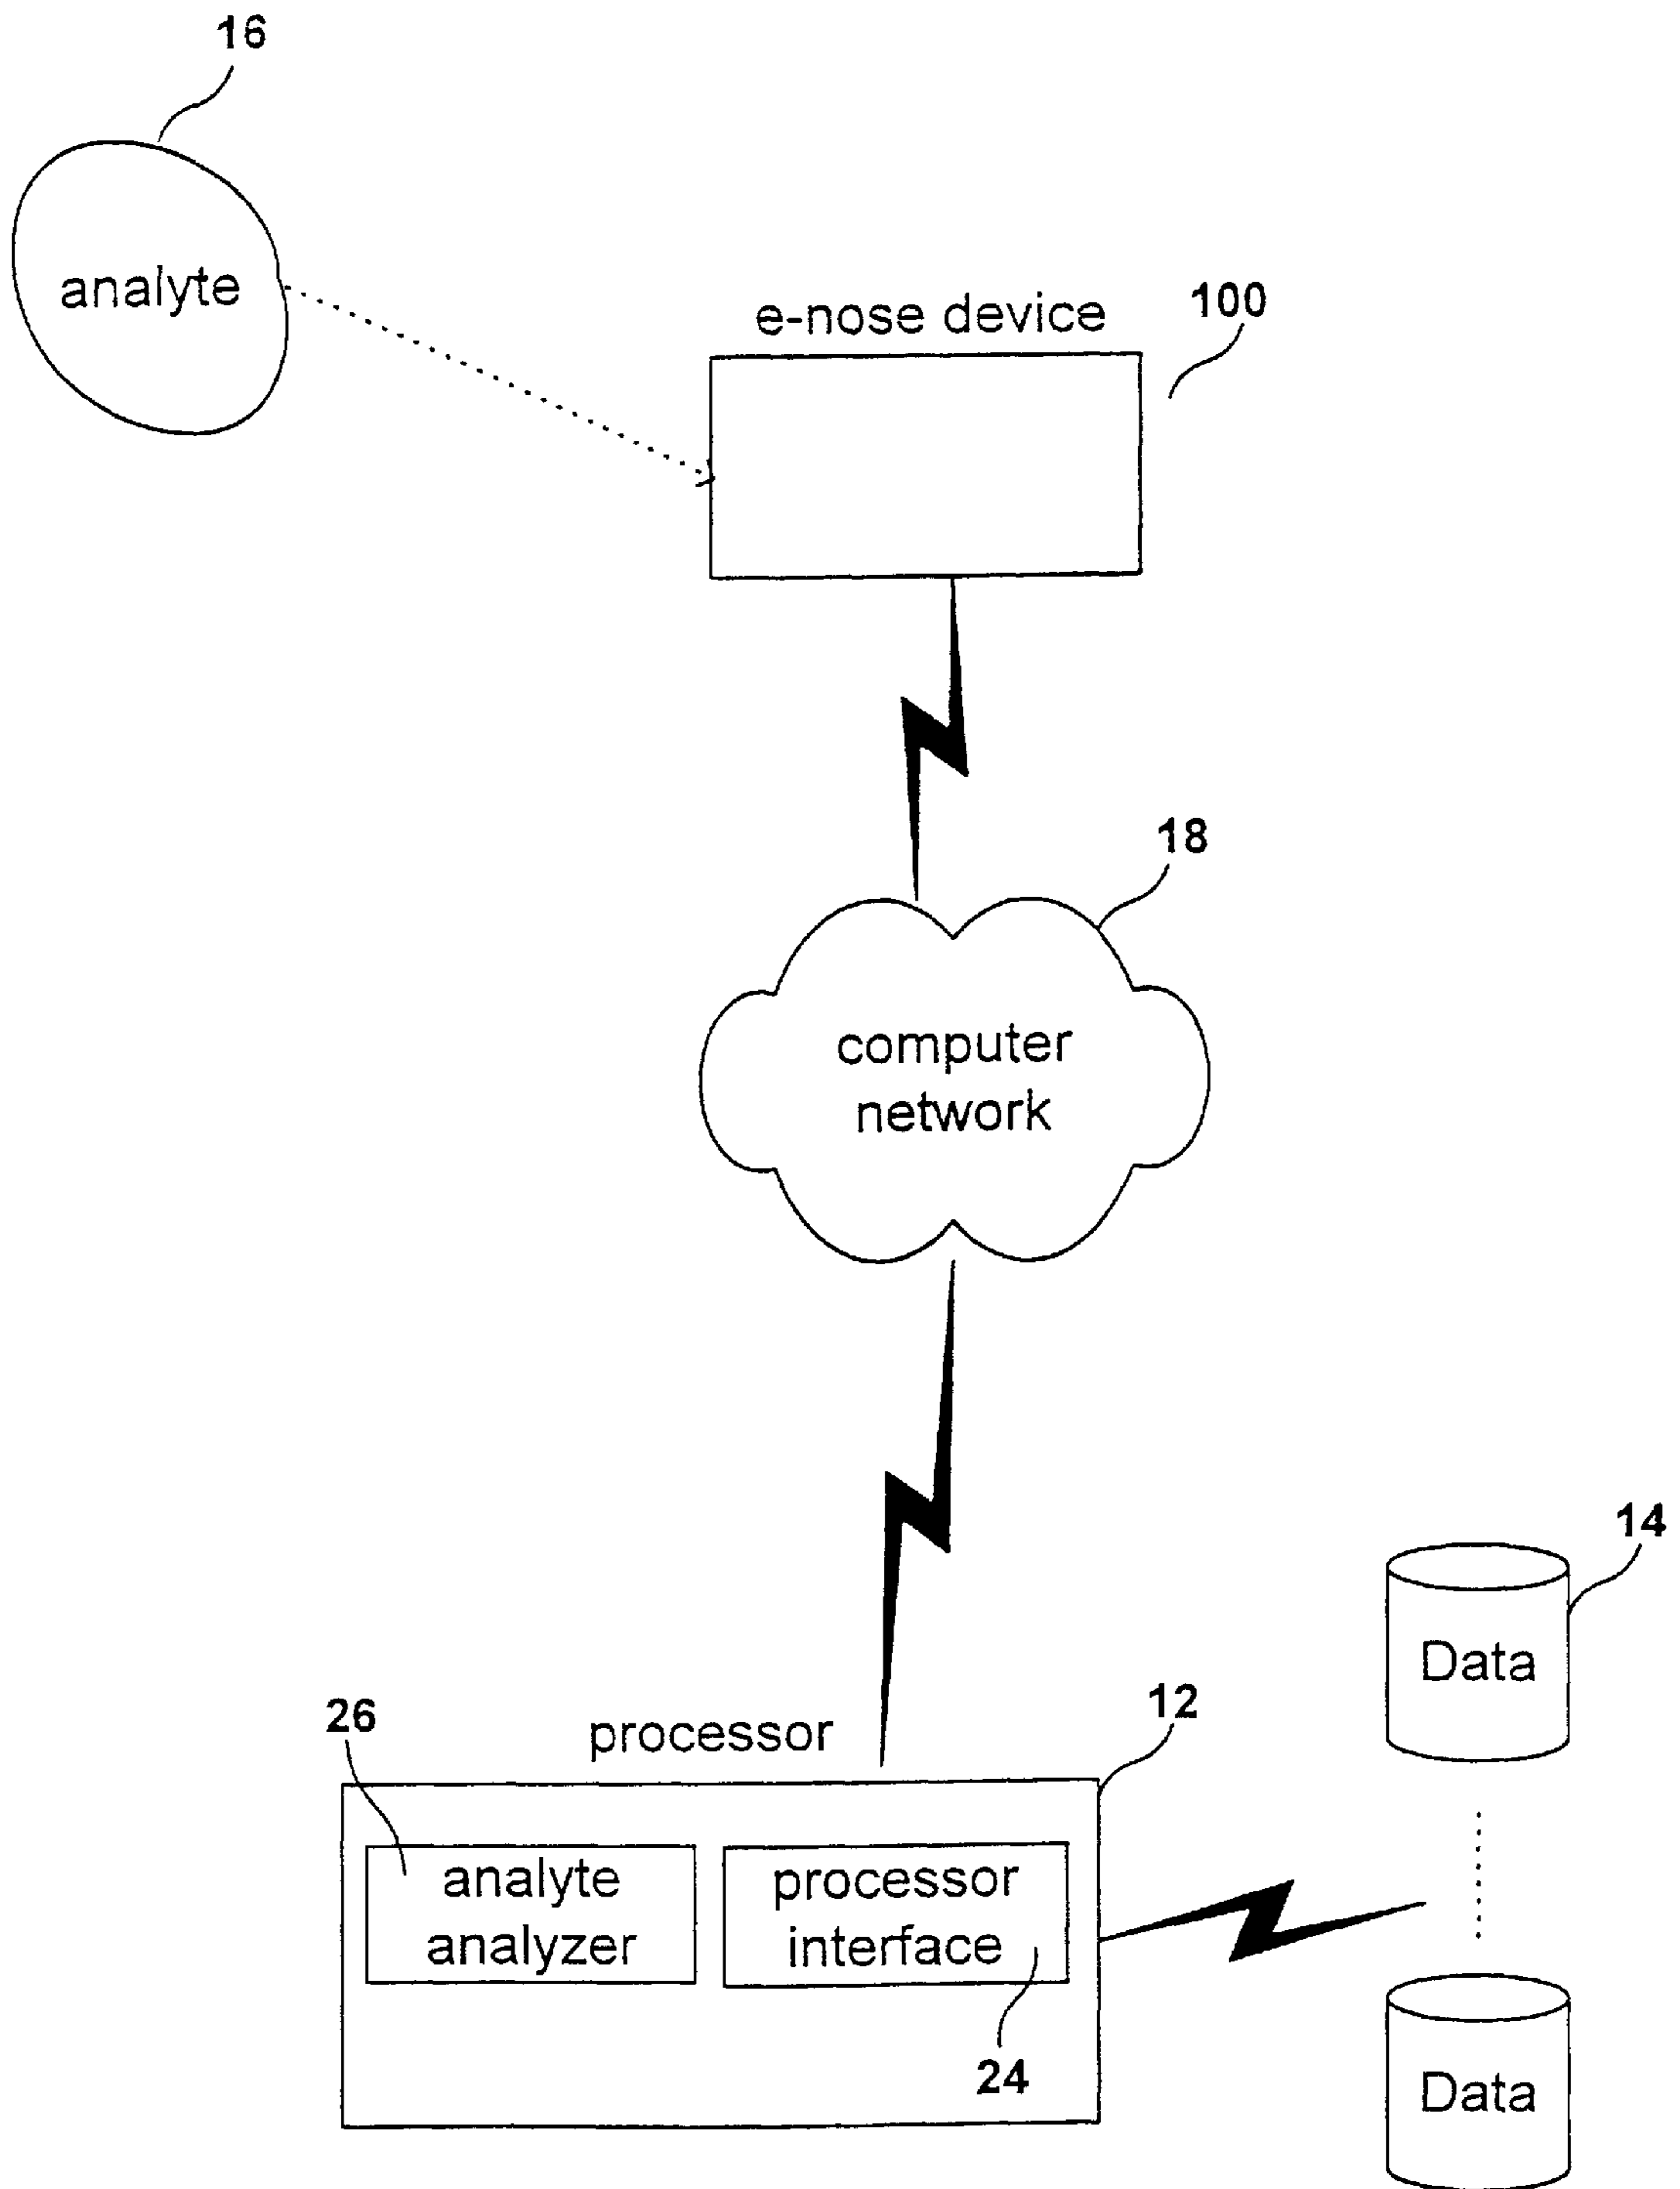 16
analyte
e-nose device
100
18
computer
network
14
Data
26
processor
12
analyte
analyzer
processor
interface
24
Data